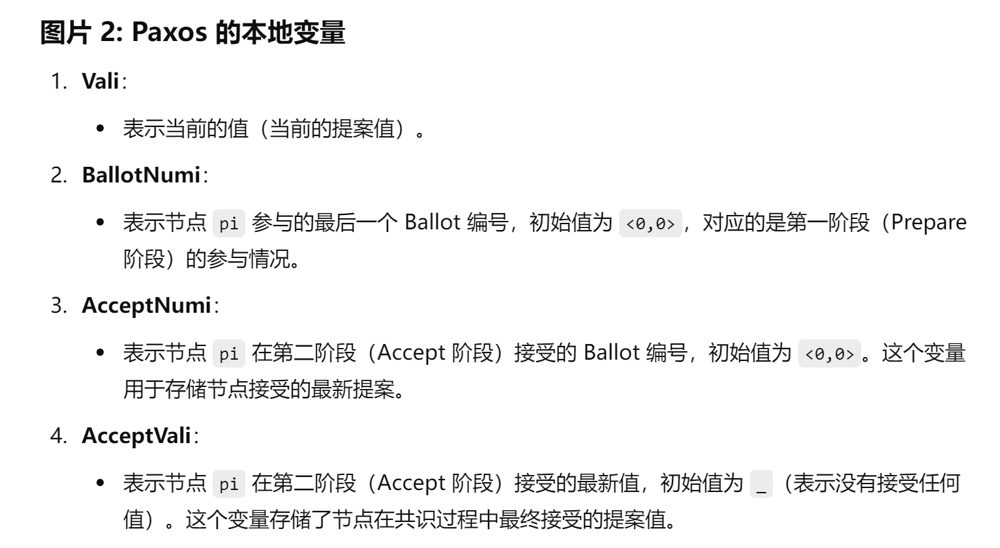 图片 2: Paxos 的本地变量
1. Vali：
• 表示当前的值（当前的提案值）。
2. BallotNumi：
• 表示节点 pi 参与的最后一个 Ballot 编号，初始值为 <0,0>，对应的是第一阶段（Prepare
阶段）的参与情况。
3. AcceptNumi：
• 表示节点 pi 在第二阶段（Accept 阶段）接受的 Ballot 编号，初始值为 <0,0>。这个变量
用于存储节点接受的最新提案。
4. AcceptVali：
• 表示节点 pi 在第二阶段（Accept 阶段）接受的最新值，初始值为 _（表示没有接受任何
值）。这个变量存储了节点在共识过程中最终接受的提案值。